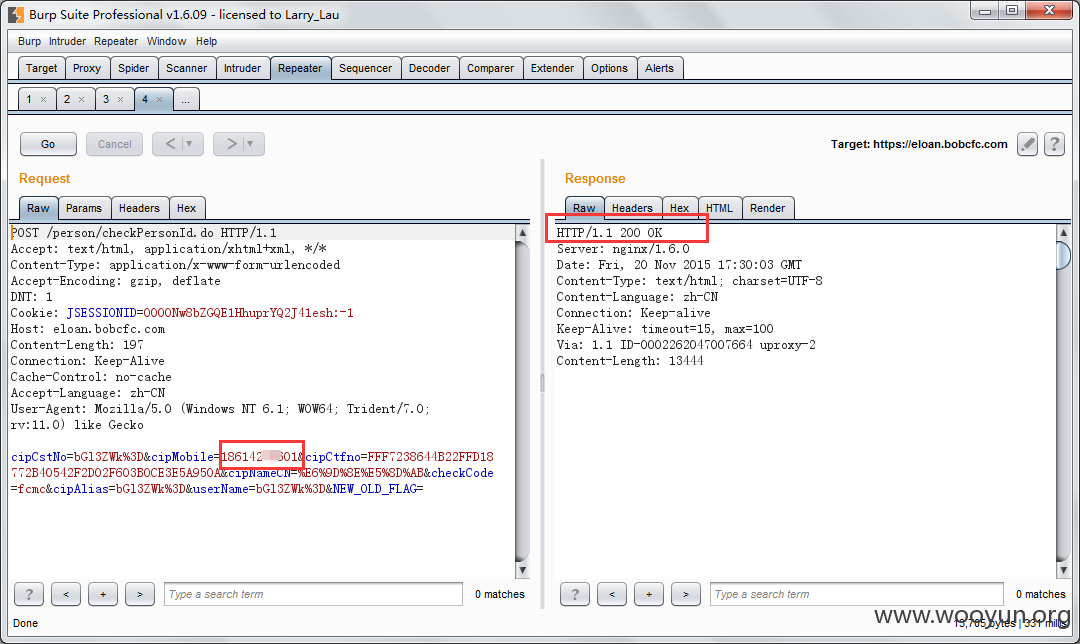 Burp Suite Professional v1.6.09 - licensed to Larry_Lau
Burp Intruder Repeater Window Help
Target Proxy Spider Scanner Intruder Repeater Sequencer Decoder Comparer Extender Options Alerts
1 × 2 × 3 × 4 × ...
Go Cancel < > Target: https://eloan.bobcfc.com ?
Request
Raw Params Headers Hex
POST /person/checkPersonId.do HTTP/1.1
Accept: text/html, application/xhtml+xml, */*
Content-Type: application/x-www-form-urlencoded
Accept-Encoding: gzip, deflate
DNT: 1
Cookie: JSESSIONID=0000Nw8bZGQE1HhuprYQ2J41esh:-1
Host: eloan.bobcfc.com
Content-Length: 197
Connection: Keep-Alive
Cache-Control: no-cache
Accept-Language: zh-CN
User-Agent: Mozilla/5.0 (Windows NT 6.1; WOW64; Trident/7.0;
rv:11.0) like Gecko
cipCstNo=bGl3ZWk%3D&cipMobile=186142 601&cipCtfno=FFF7238644B22FFD18
772B40542F2D02F603B0CE3E5A950A&cipNameCN=%E6%9D%8E%E5%8D%AB&checkCode
=fcmc&cipAlias=bGl3ZWk%3D&userName=bGl3ZWk%3D&NEW_OLD_FLAG=
? < + > Type a search term 0 matches
Response
Raw Headers Hex HTML Render
HTTP/1.1 200 OK
Server: nginx/1.6.0
Date: Fri, 20 Nov 2015 17:30:03 GMT
Content-Type: text/html; charset=UTF-8
Content-Language: zh-CN
Connection: Keep-alive
Keep-Alive: timeout=15, max=100
Via: 1.1 ID-0002262047007664 uproxy-2
Content-Length: 13444
? < + > Type a search term 0 matches
Done
www.wooyun.org
13,705 bytes | 331 millis